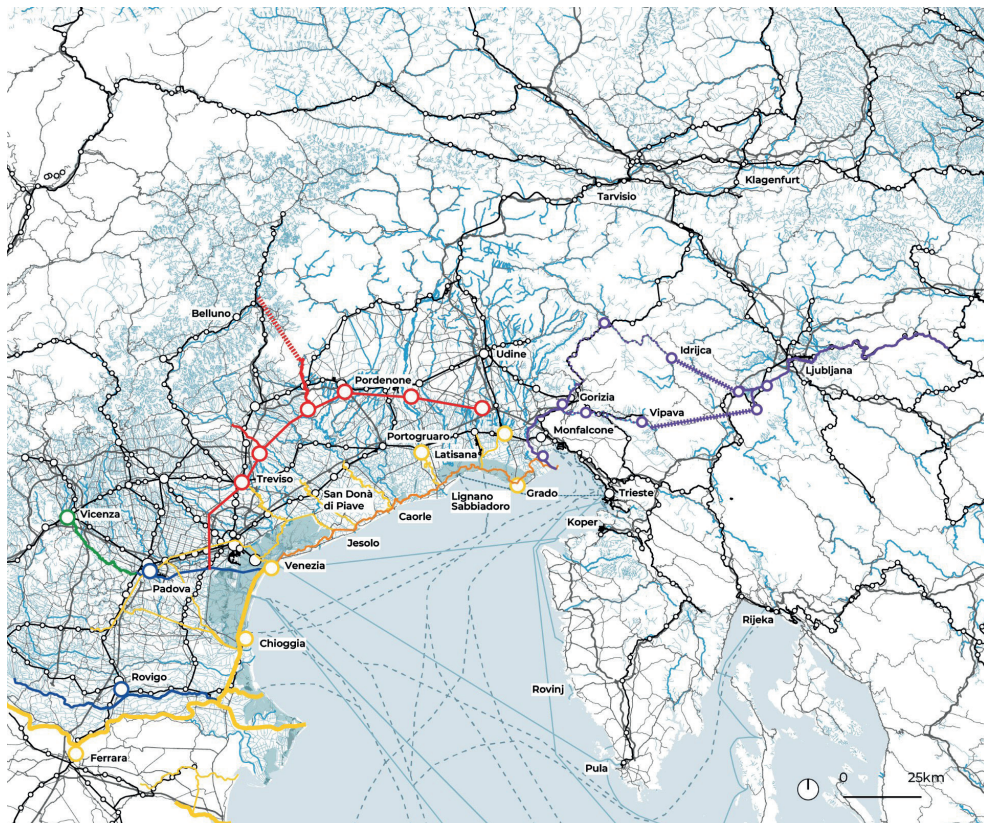 Klagenfurt
Tarvisio
Belluno
Udine
Idrijca
Ljubljana
Pordenone
Gorizia
Vipava
Monfalcone
Portogruaro
Latisana
Treviso
San Donà
di Piave
Lignano
Sabbiadoro
Grado
Trieste
Vicenza
Caorle
Koper
Jesolo
Venezia
Padova
Rijeka
Chioggia
Rovigo
Rovinj
Ferrara
Pula
0 25km